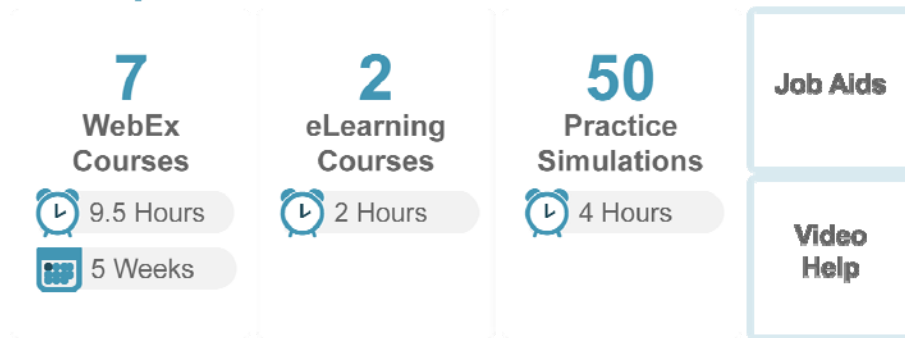 7
WebEx
Courses
9.5 Hours
5 Weeks
2
eLearning
Courses
2 Hours
50
Practice
Simulations
4 Hours
Job Aids
Video
Help